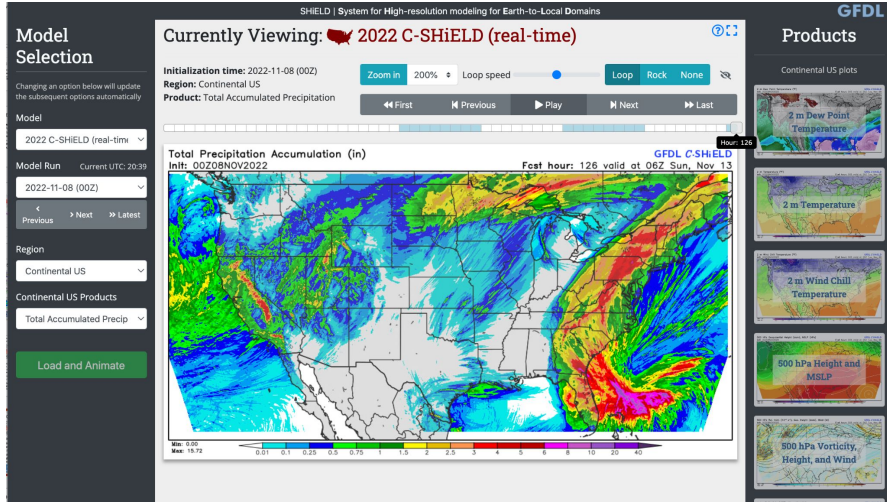 SHiELD | System for High-resolution modeling for Earth-to-Local Domains
GFDL
Model
Selection
Changing an option below will update
the subsequent options automatically
Model
2022 C-SHiELD (real-time
Model Run
Current UTC: 20:39
2022-11-08 (00Z)
Previous
Next
Latest
Region
Continental US
Continental US Products
Total Accumulated Precip
Load and Animate
Currently Viewing: 2022 C-SHiELD (real-time)
Initialization time: 2022-11-08 (00Z)
Region: Continental US
Product: Total Accumulated Precipitation
Zoom in
200%
Loop speed
Loop
Rock
None
First
Previous
Play
Next
Last
Hour: 126
Total Precipitation Accumulation (in)
GFDL C-SHiELD
Init: 00Z08NOV2022
Fcst hour: 126 valid at 06Z Sun, Nov 13
Min: 0.00
Max: 15.72
0.01 0.1 0.25 0.5 0.75 1 1.5 2 2.5 3 4 5 6 8 10 20 40
Products
Continental US plots
2 m Dew Point
Temperature
2 m Temperature
2 m Wind Chill
Temperature
500 hPa Height and
MSLP
500 hPa Vorticity,
Height, and Wind